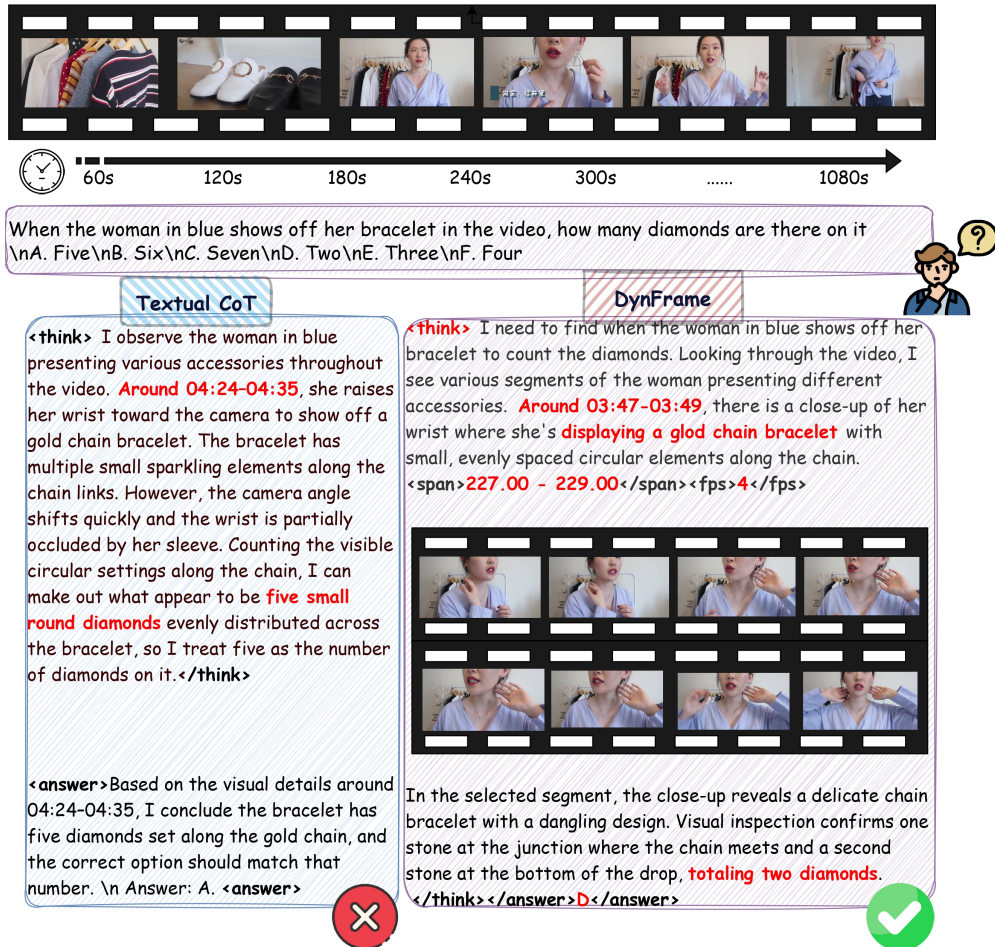 60s 120s 180s 240s 300s ...... 1080s
When the woman in blue shows off her bracelet in the video, how many diamonds are there on it
\nA. Five\nB. Six\nC. Seven\nD. Two\nE. Three\nF. Four
?
Textual CoT
<think> I observe the woman in blue
presenting various accessories throughout
the video. Around 04:24–04:35, she raises
her wrist toward the camera to show off a
gold chain bracelet. The bracelet has
multiple small sparkling elements along the
chain links. However, the camera angle
shifts quickly and the wrist is partially
occluded by her sleeve. Counting the visible
circular settings along the chain, I can
make out what appear to be five small
round diamonds evenly distributed across
the bracelet, so I treat five as the number
of diamonds on it.</think>
<answer>Based on the visual details around
04:24–04:35, I conclude the bracelet has
five diamonds set along the gold chain, and
the correct option should match that
number. \n Answer: A. <answer>
DynFrame
<think> I need to find when the woman in blue shows off her
bracelet to count the diamonds. Looking through the video, I
see various segments of the woman presenting different
accessories. Around 03:47-03:49, there is a close-up of her
wrist where she's displaying a glod chain bracelet with
small, evenly spaced circular elements along the chain.
<span>227.00 - 229.00</span><fps>4</fps>
In the selected segment, the close-up reveals a delicate chain
bracelet with a dangling design. Visual inspection confirms one
stone at the junction where the chain meets and a second
stone at the bottom of the drop, totaling two diamonds.
</think></answer>D</answer>